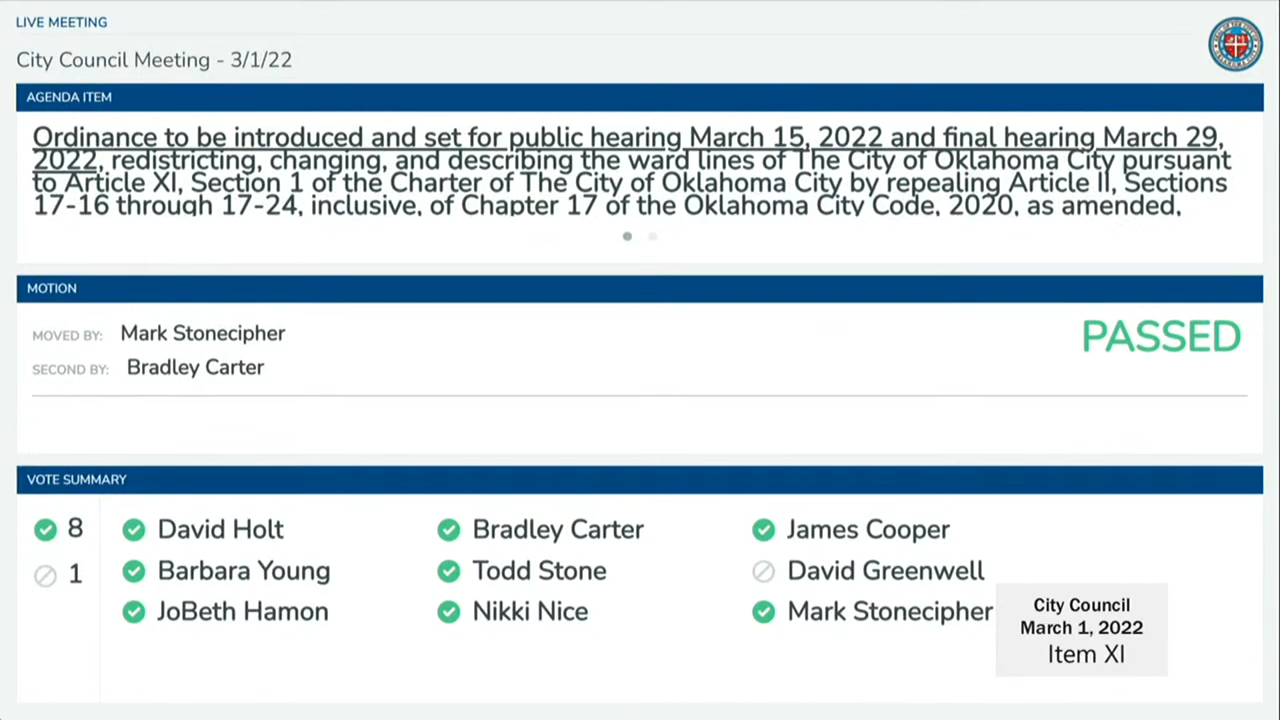 LIVE MEETING
City Council Meeting - 3/1/22
AGENDA ITEM
Ordinance to be introduced and set for public hearing March 15, 2022 and final hearing March 29,
2022, redistricting, changing, and describing the ward lines of The City of Oklahoma City pursuant
to Article XI, Section 1 of the Charter of The City of Oklahoma City by repealing Article II, Sections
17-16 through 17-24, inclusive, of Chapter 17 of the Oklahoma City Code, 2020, as amended,
MOTION
MOVED BY: Mark Stonecipher
PASSED
SECOND BY: Bradley Carter
VOTE SUMMARY
8 David Holt Bradley Carter James Cooper
1 Barbara Young Todd Stone David Greenwell
JoBeth Hamon Nikki Nice Mark Stonecipher
City Council
March 1, 2022
Item XI